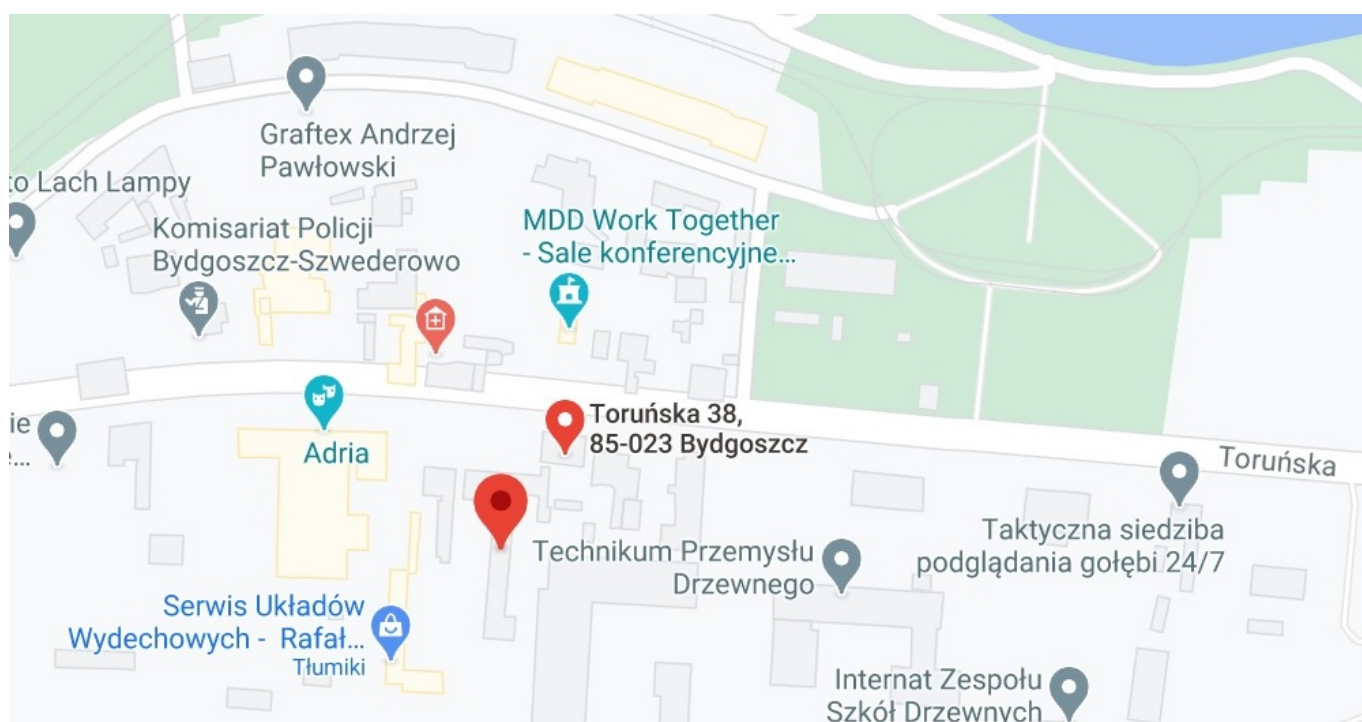 Graftex Andrzej
Pawłowski
to Lach Lampy
Komisariat Policji
Bydgoszcz-Szwederowo
MDD Work Together
- Sale konferencyjne...
ie
e...
Adria
Toruńska 38,
85-023 Bydgoszcz
Toruńska
Taktyczna siedziba
podglądania gołębi 24/7
Technikum Przemysłu
Drzewnego
Serwis Układów
Wydechowych - Rafał...
Tłumiki
Internat Zespołu
Szkół Drzewnych